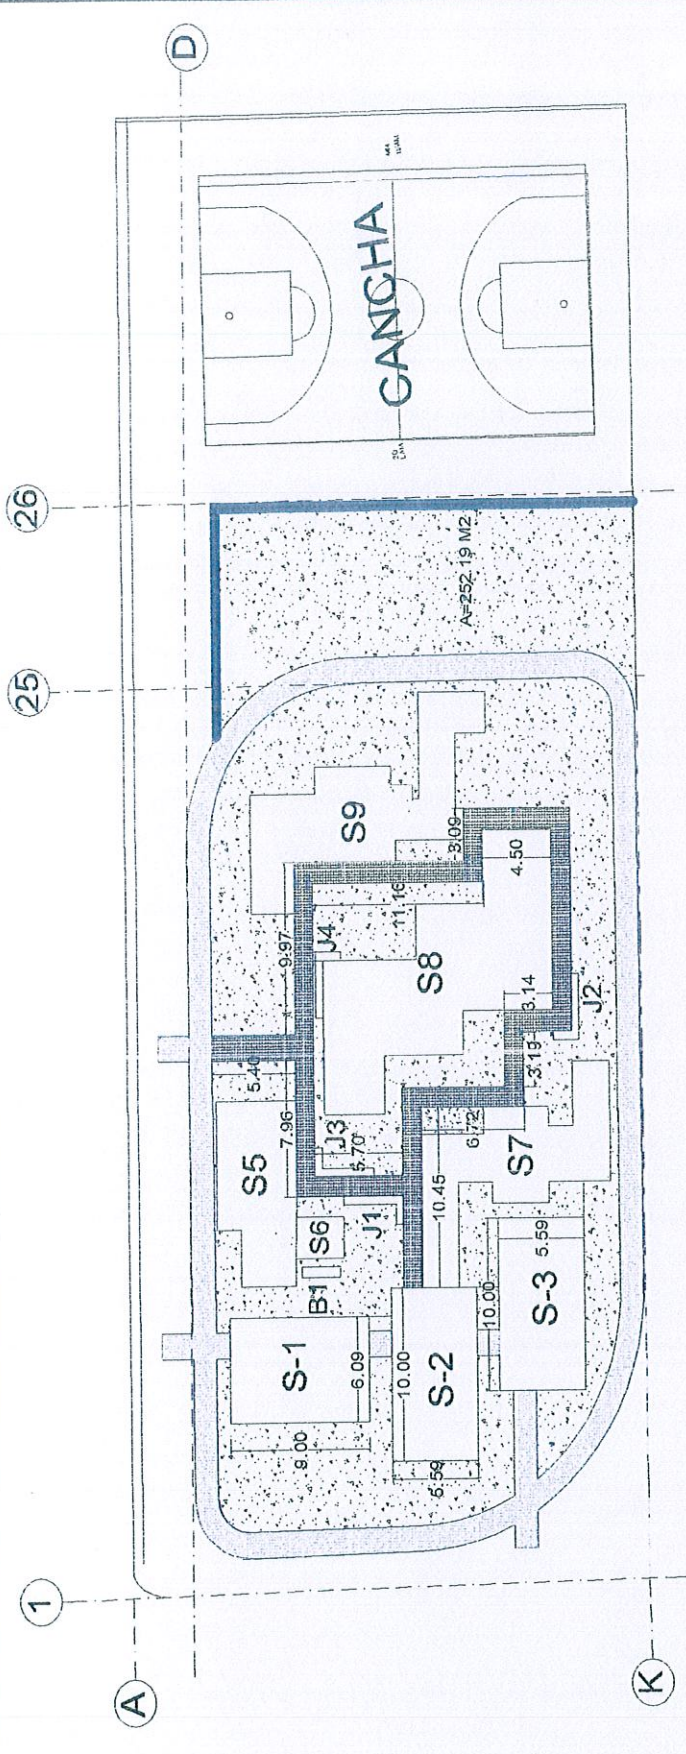 D
26
CANCHA
25
A=252.19 M2
S9
3.09
4.50
11.16
9.97
J4
S8
3.14
J2
3.19
5.40
7.96
S5
J3
5.70
6.72
S7
10.45
S6
J1
B1
5.59
10.00
S-3
S-1
6.09
10.00
S-2
9.00
5.59
1
A
K